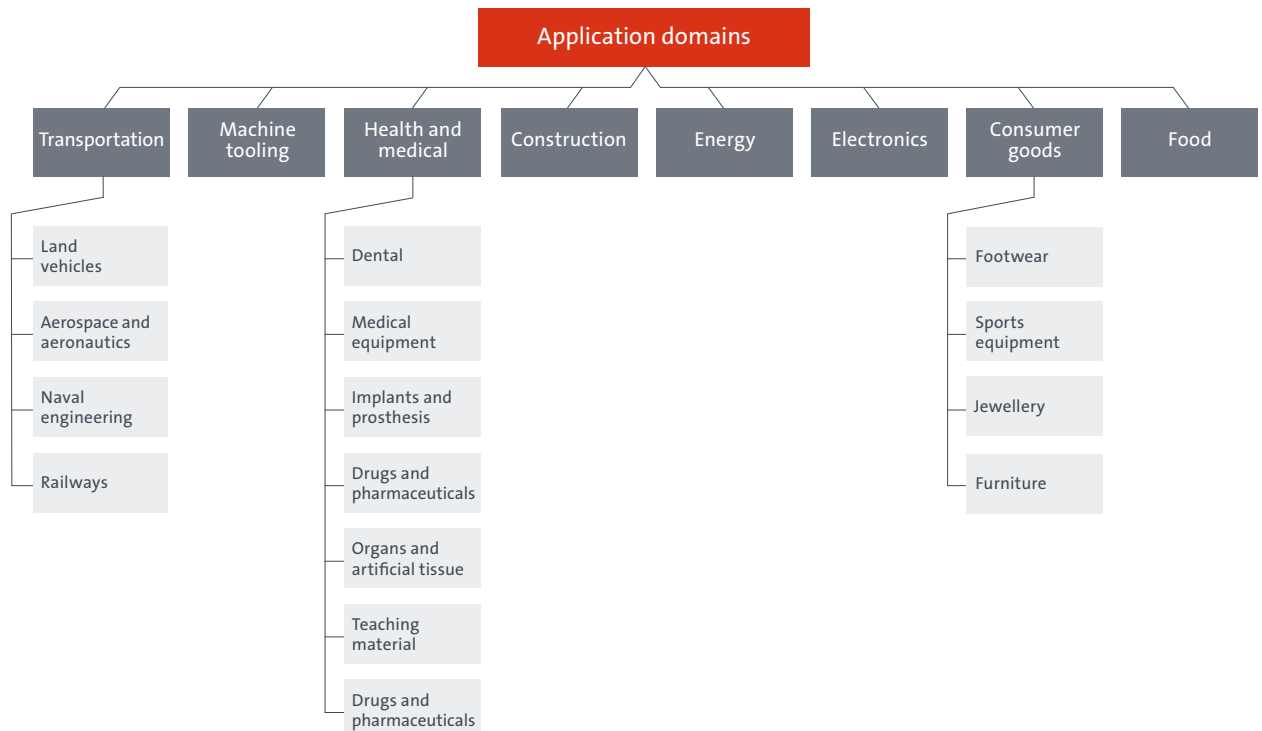 Application domains
Transportation
Machine
tooling
Health and
medical
Construction
Energy
Electronics
Consumer
goods
Food
Land
vehicles
Aerospace and
aeronautics
Naval
engineering
Railways
Dental
Medical
equipment
Implants and
prosthesis
Drugs and
pharmaceuticals
Organs and
artificial tissue
Teaching
material
Drugs and
pharmaceuticals
Footwear
Sports
equipment
Jewellery
Furniture